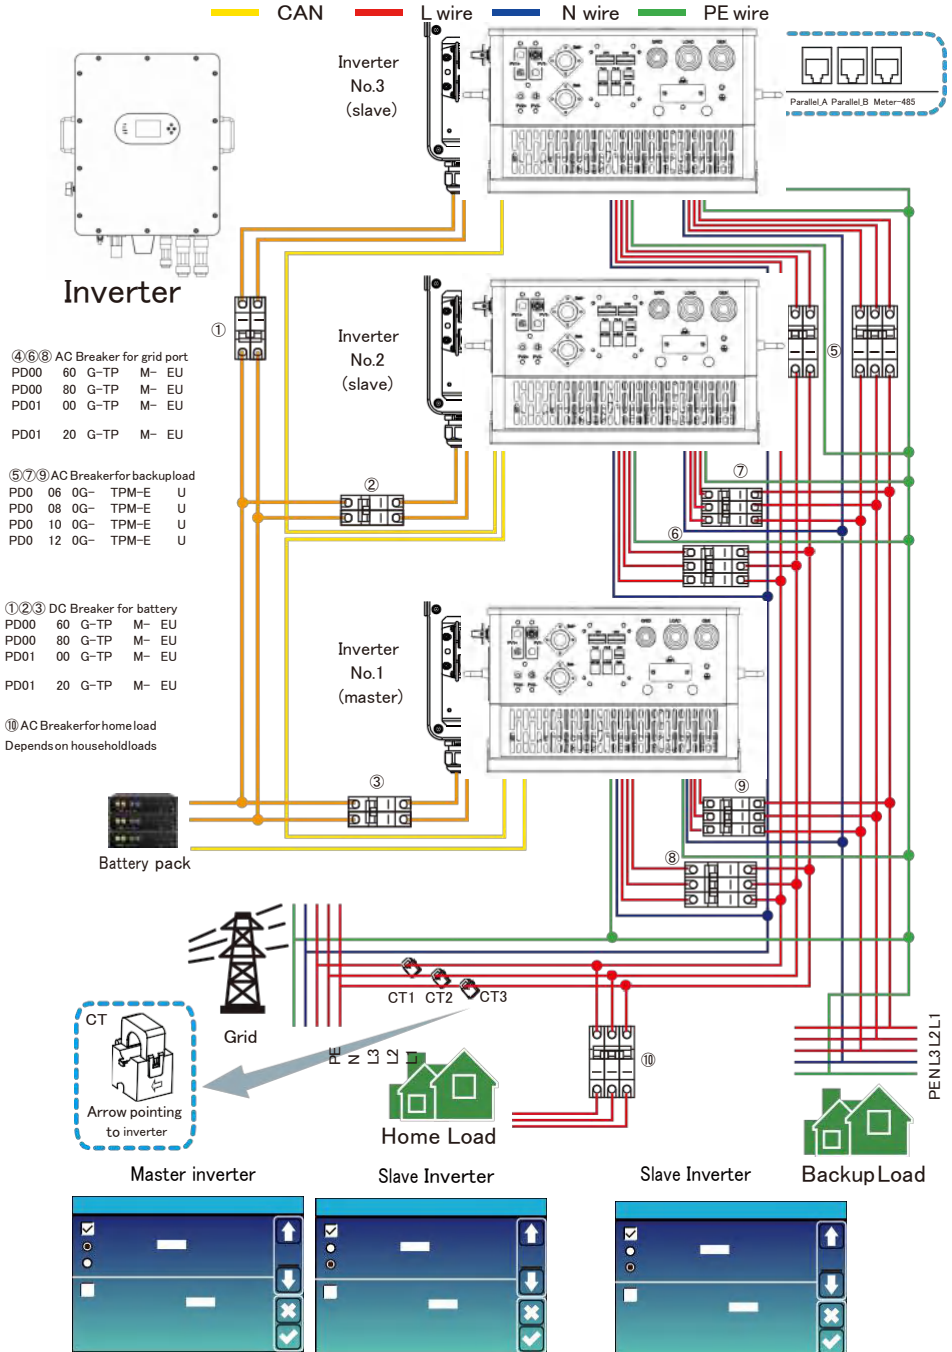 CAN L wire N wire PE wire
Inverter
No.3
(slave)
Parallel_A Parallel_B Meter-485
Inverter
①
Inverter
No.2
(slave)
⑤
④⑥⑧ AC Breaker for grid port
PD00 60 G-TP M- EU
PD00 80 G-TP M- EU
PD01 00 G-TP M- EU
PD01 20 G-TP M- EU
⑤⑦⑨AC Breakerforbackupload
PD0 06 0G- TPM-E U
PD0 08 0G- TPM-E U
PD0 10 0G- TPM-E U
PD0 12 0G- TPM-E U
②
⑦
⑥
①②③ DC Breaker for battery
PD00 60 G-TP M- EU
PD00 80 G-TP M- EU
PD01 00 G-TP M- EU
PD01 20 G-TP M- EU
Inverter
No.1
(master)
⑩ AC Breakerforhomeload
Dependson householdloads
③
⑨
Battery pack
⑧
CT1 CT2 CT3
Grid
CT
PE
N
L3
L2
L1
⑩
Arrow pointing
to inverter
Home Load
PE N L3 L2 L1
Backup Load
Master inverter
Slave Inverter
Slave Inverter